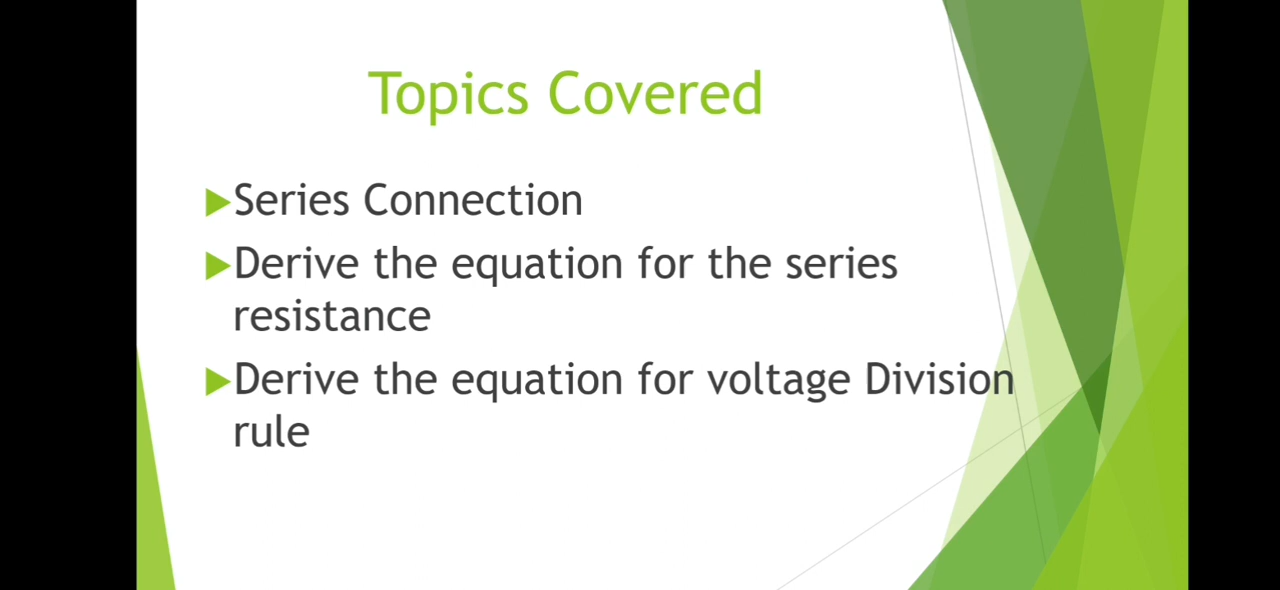 Topics Covered
Series Connection
Derive the equation for the series
resistance
Derive the equation for voltage Division
rule